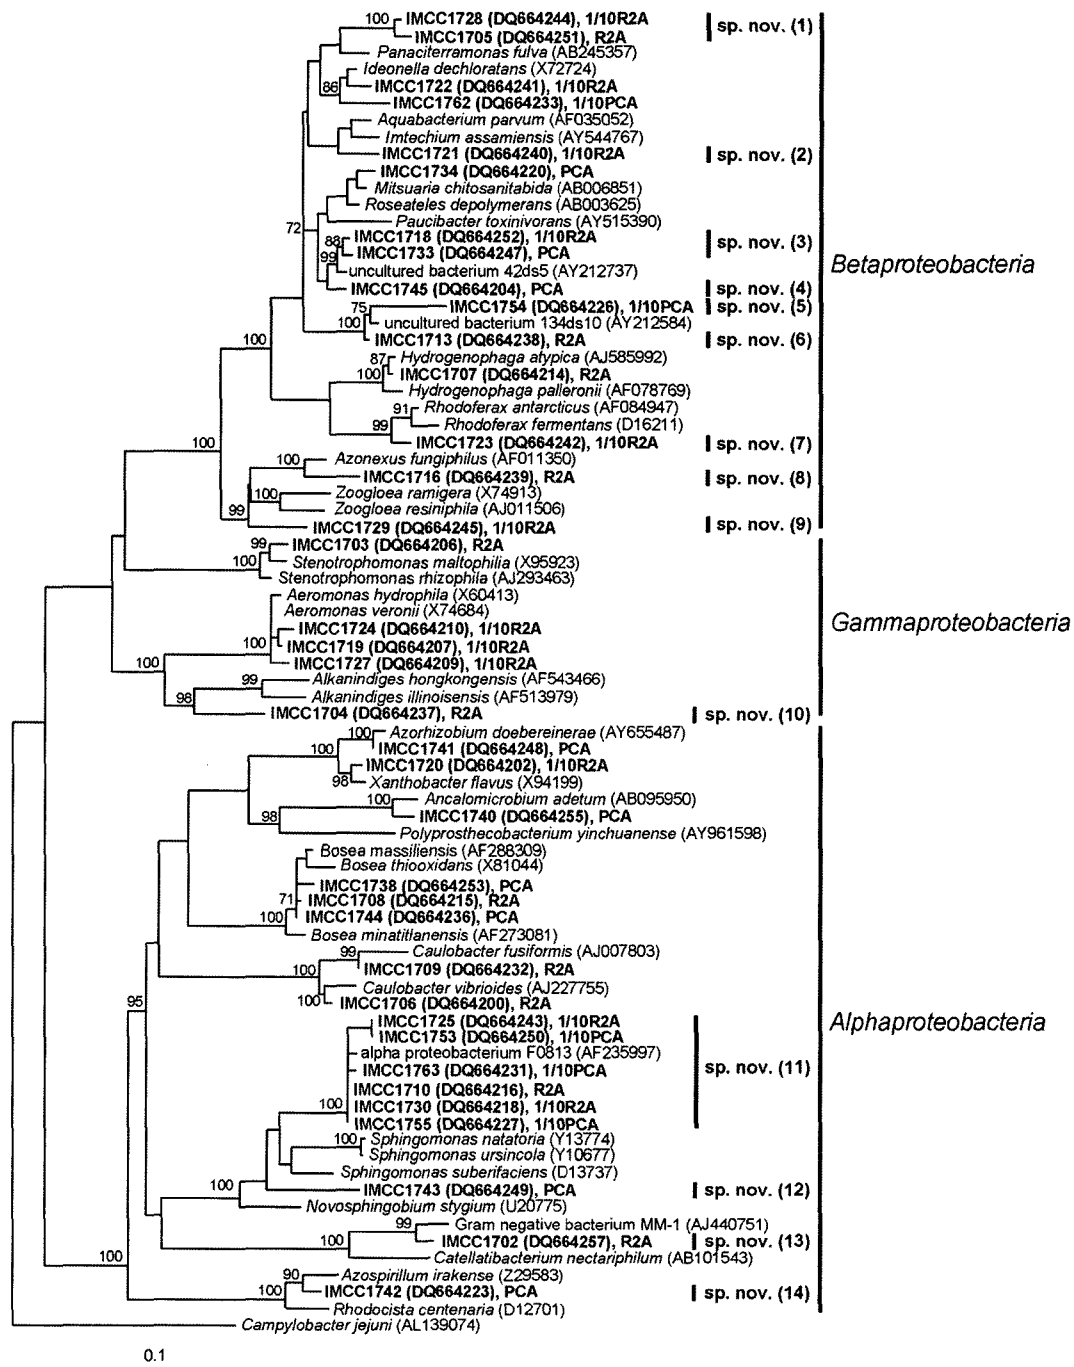 100 IMCC1728 (DQ664244), 1/10R2A
sp. nov. (1)
IMCC1705 (DQ664251), R2A
Panaciterramonas fulva (AB245357)
Ideonella dechloratans (X72724)
86 IMCC1722 (DQ664241), 1/10R2A
IMCC1762 (DQ664233), 1/10PCA
Aquabacterium parvum (AF035052)
Imtechium assamiensis (AY544767)
IMCC1721 (DQ664240), 1/10R2A sp. nov. (2)
IMCC1734 (DQ664220), PCA
Mitsuaria chitosanitabida (AB006851)
Roseateles depolymerans (AB003625)
Paucibacter toxinivorans (AY515390)
72
88 IMCC1718 (DQ664252), 1/10R2A
sp. nov. (3)
99 IMCC1733 (DQ664247), PCA
Betaproteobacteria
uncultured bacterium 42ds5 (AY212737)
IMCC1745 (DQ664204), PCA sp. nov. (4)
75 IMCC1754 (DQ664226), 1/10PCA sp. nov. (5)
100 uncultured bacterium 134ds10 (AY212584)
IMCC1713 (DQ664238), R2A sp. nov. (6)
100
87 Hydrogenophaga atypica (AJ585992)
100 IMCC1707 (DQ664214), R2A
Hydrogenophaga palleronii (AF078769)
91 Rhodoferax antarcticus (AF084947)
99 Rhodoferax fermentans (D16211)
IMCC1723 (DQ664242), 1/10R2A sp. nov. (7)
100
100 Azonexus fungiphilus (AF011350)
IMCC1716 (DQ664239), R2A sp. nov. (8)
100 Zoogloea ramigera (X74913)
99 Zoogloea resiniphila (AJ011506)
IMCC1729 (DQ664245), 1/10R2A sp. nov. (9)
99 IMCC1703 (DQ664206), R2A
100 Stenotrophomonas maltophilia (X95923)
Stenotrophomonas rhizophila (AJ293463)
Aeromonas hydrophila (X60413)
Aeromonas veronii (X74684)
Gammaproteobacteria
IMCC1724 (DQ664210), 1/10R2A
100 IMCC1719 (DQ664207), 1/10R2A
100 IMCC1727 (DQ664209), 1/10R2A
99 Alkanindiges hongkongensis (AF543466)
98 Alkanindiges illinoisensis (AF513979)
IMCC1704 (DQ664237), R2A sp. nov. (10)
100 Azorhizobium doebereinerae (AY655487)
100 IMCC1741 (DQ664248), PCA
IMCC1720 (DQ664202), 1/10R2A
98 Xanthobacter flavus (X94199)
100 Ancalomicrobium adetum (AB095950)
98 IMCC1740 (DQ664255), PCA
Polyprosthecobacterium yinchuanense (AY961598)
Bosea massiliensis (AF288309)
Bosea thiooxidans (X81044)
IMCC1738 (DQ664253), PCA
71 IMCC1708 (DQ664215), R2A
100 IMCC1744 (DQ664236), PCA
Bosea minatitlanensis (AF273081)
99 Caulobacter fusiformis (AJ007803)
100 IMCC1709 (DQ664232), R2A
Caulobacter vibrioides (AJ227755)
95 100 IMCC1706 (DQ664200), R2A
Alphaproteobacteria
IMCC1725 (DQ664243), 1/10R2A
IMCC1753 (DQ664250), 1/10PCA
alpha proteobacterium F0813 (AF235997)
IMCC1763 (DQ664231), 1/10PCA sp. nov. (11)
IMCC1710 (DQ664216), R2A
100 IMCC1730 (DQ664218), 1/10R2A
IMCC1755 (DQ664227), 1/10PCA
100 Sphingomonas natatoria (Y13774)
Sphingomonas ursincola (Y10677)
Sphingomonas suberifaciens (D13737)
100 IMCC1743 (DQ664249), PCA sp. nov. (12)
Novosphingobium stygium (U20775)
99 Gram negative bacterium MM-1 (AJ440751)
100 IMCC1702 (DQ664257), R2A sp. nov. (13)
Catellatibacterium nectariphilum (AB101543)
100
90 Azospirillum irakense (Z29583)
100 IMCC1742 (DQ664223), PCA sp. nov. (14)
Rhodocista centenaria (D12701)
Campylobacter jejuni (AL139074)
0.1